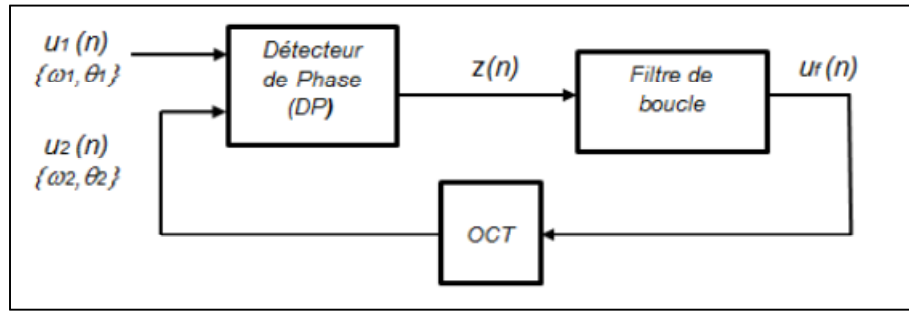 u1 (n)
{ω1,θ1}
Détecteur
de Phase
(DP)
z(n)
Filtre de
boucle
uf (n)
u2 (n)
{ω2,θ2}
OCT